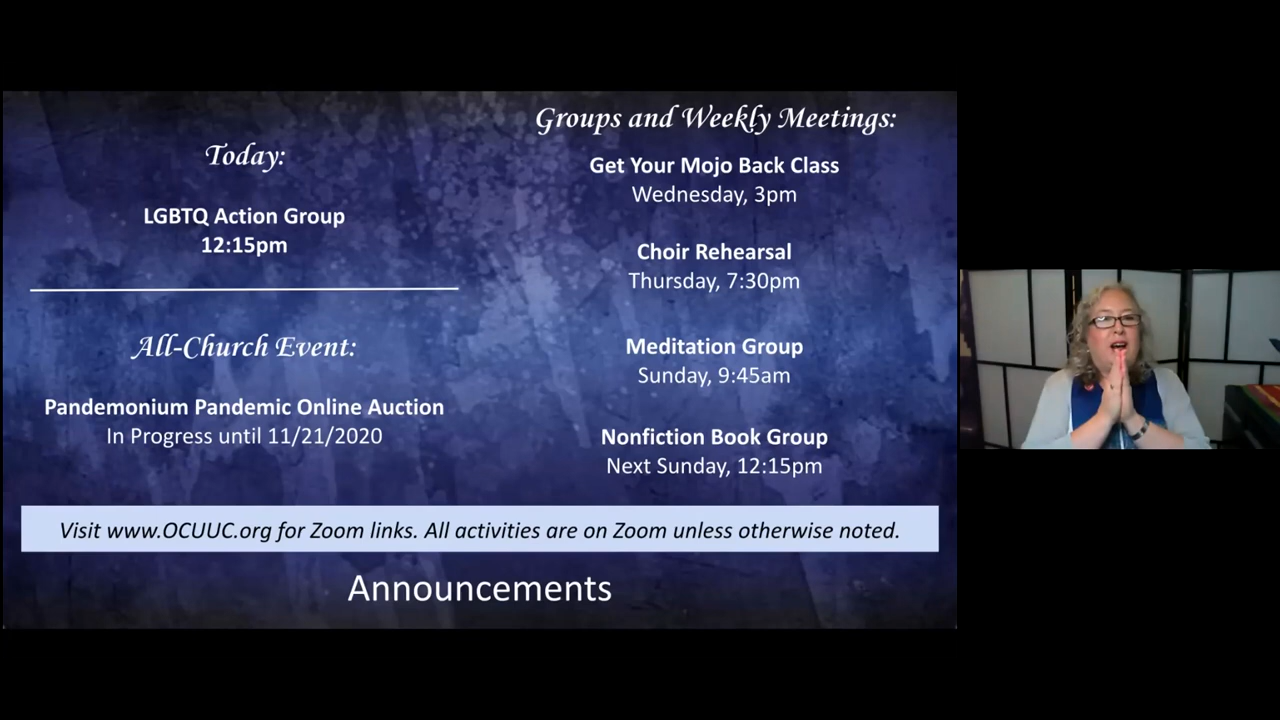 Today:
LGBTQ Action Group
12:15pm
All-Church Event:
Pandemonium Pandemic Online Auction
In Progress until 11/21/2020
Groups and Weekly Meetings:
Get Your Mojo Back Class
Wednesday, 3pm
Choir Rehearsal
Thursday, 7:30pm
Meditation Group
Sunday, 9:45am
Nonfiction Book Group
Next Sunday, 12:15pm
Visit www.OCUUC.org for Zoom links. All activities are on Zoom unless otherwise noted.
Announcements